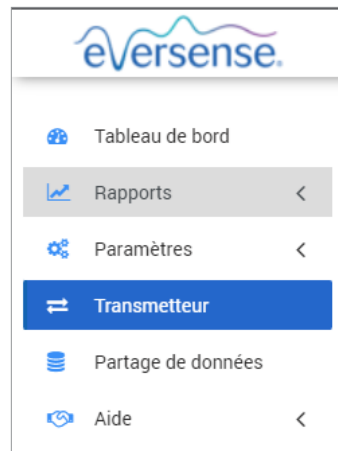 eversense.
Tableau de bord
Rapports
Paramètres
Transmetteur
Partage de données
Aide